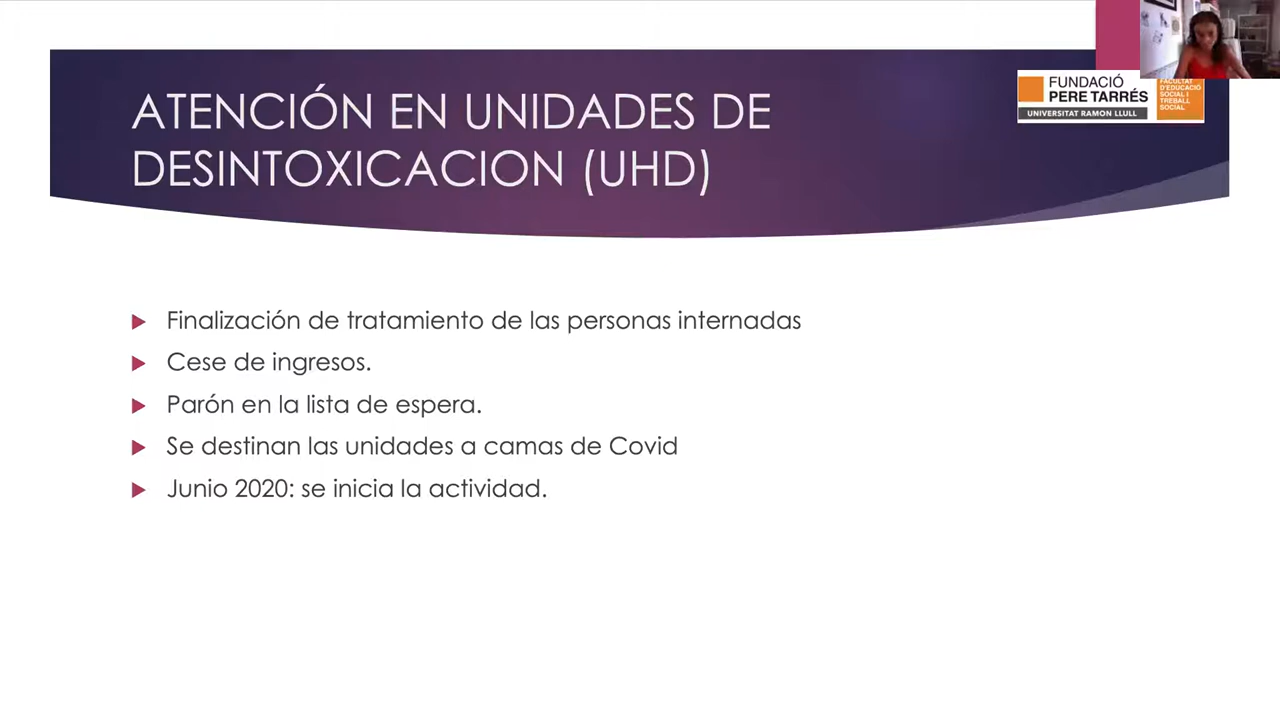 ATENCIÓN EN UNIDADES DE
DESINTOXICACION (UHD)
FUNDACIÓ
PERE TARRÉS
UNIVERSITAT RAMON LLULL
FACULTAT
D'EDUCACIÓ
SOCIAL I
TREBALL
SOCIAL
Finalización de tratamiento de las personas internadas
Cese de ingresos.
Parón en la lista de espera.
Se destinan las unidades a camas de Covid
Junio 2020: se inicia la actividad.